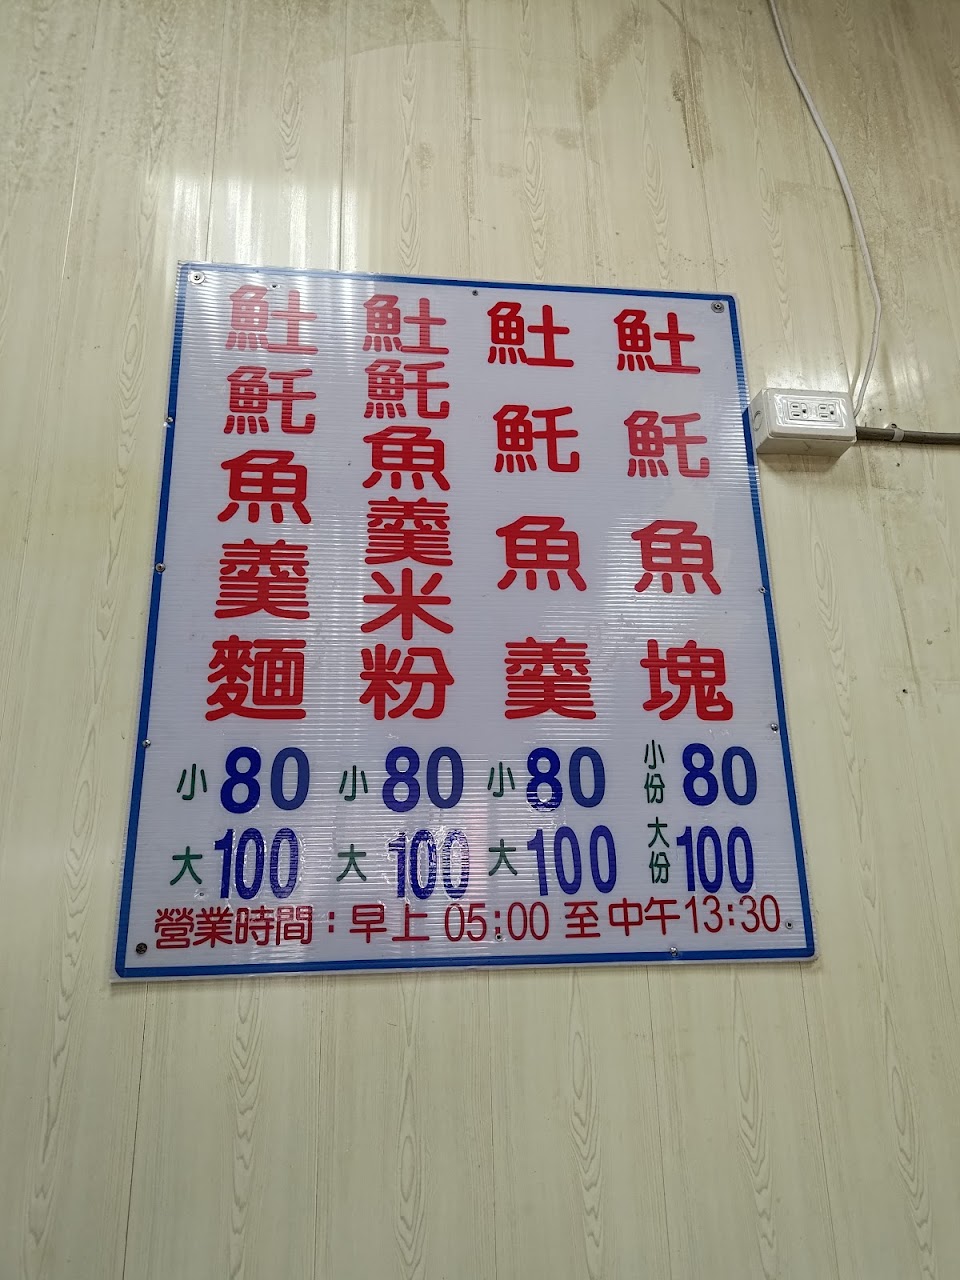 魠魠魚塊
小份 80
大份 100
魠魠魚羹
小 80
大 100
魠魠魚羹米粉
小 80
大 100
魠魠魚羹麵
小 80
大 100
營業時間：早上 05:00 至中午13:30